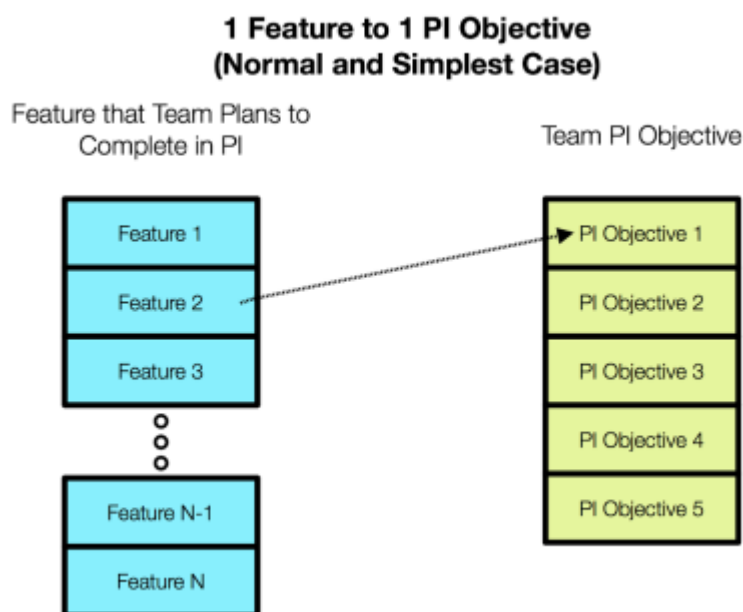 1 Feature to 1 PI Objective
(Normal and Simplest Case)
Feature that Team Plans to
Complete in PI
Team PI Objective
Feature 1
Feature 2
Feature 3
Feature N-1
Feature N
PI Objective 1
PI Objective 2
PI Objective 3
PI Objective 4
PI Objective 5